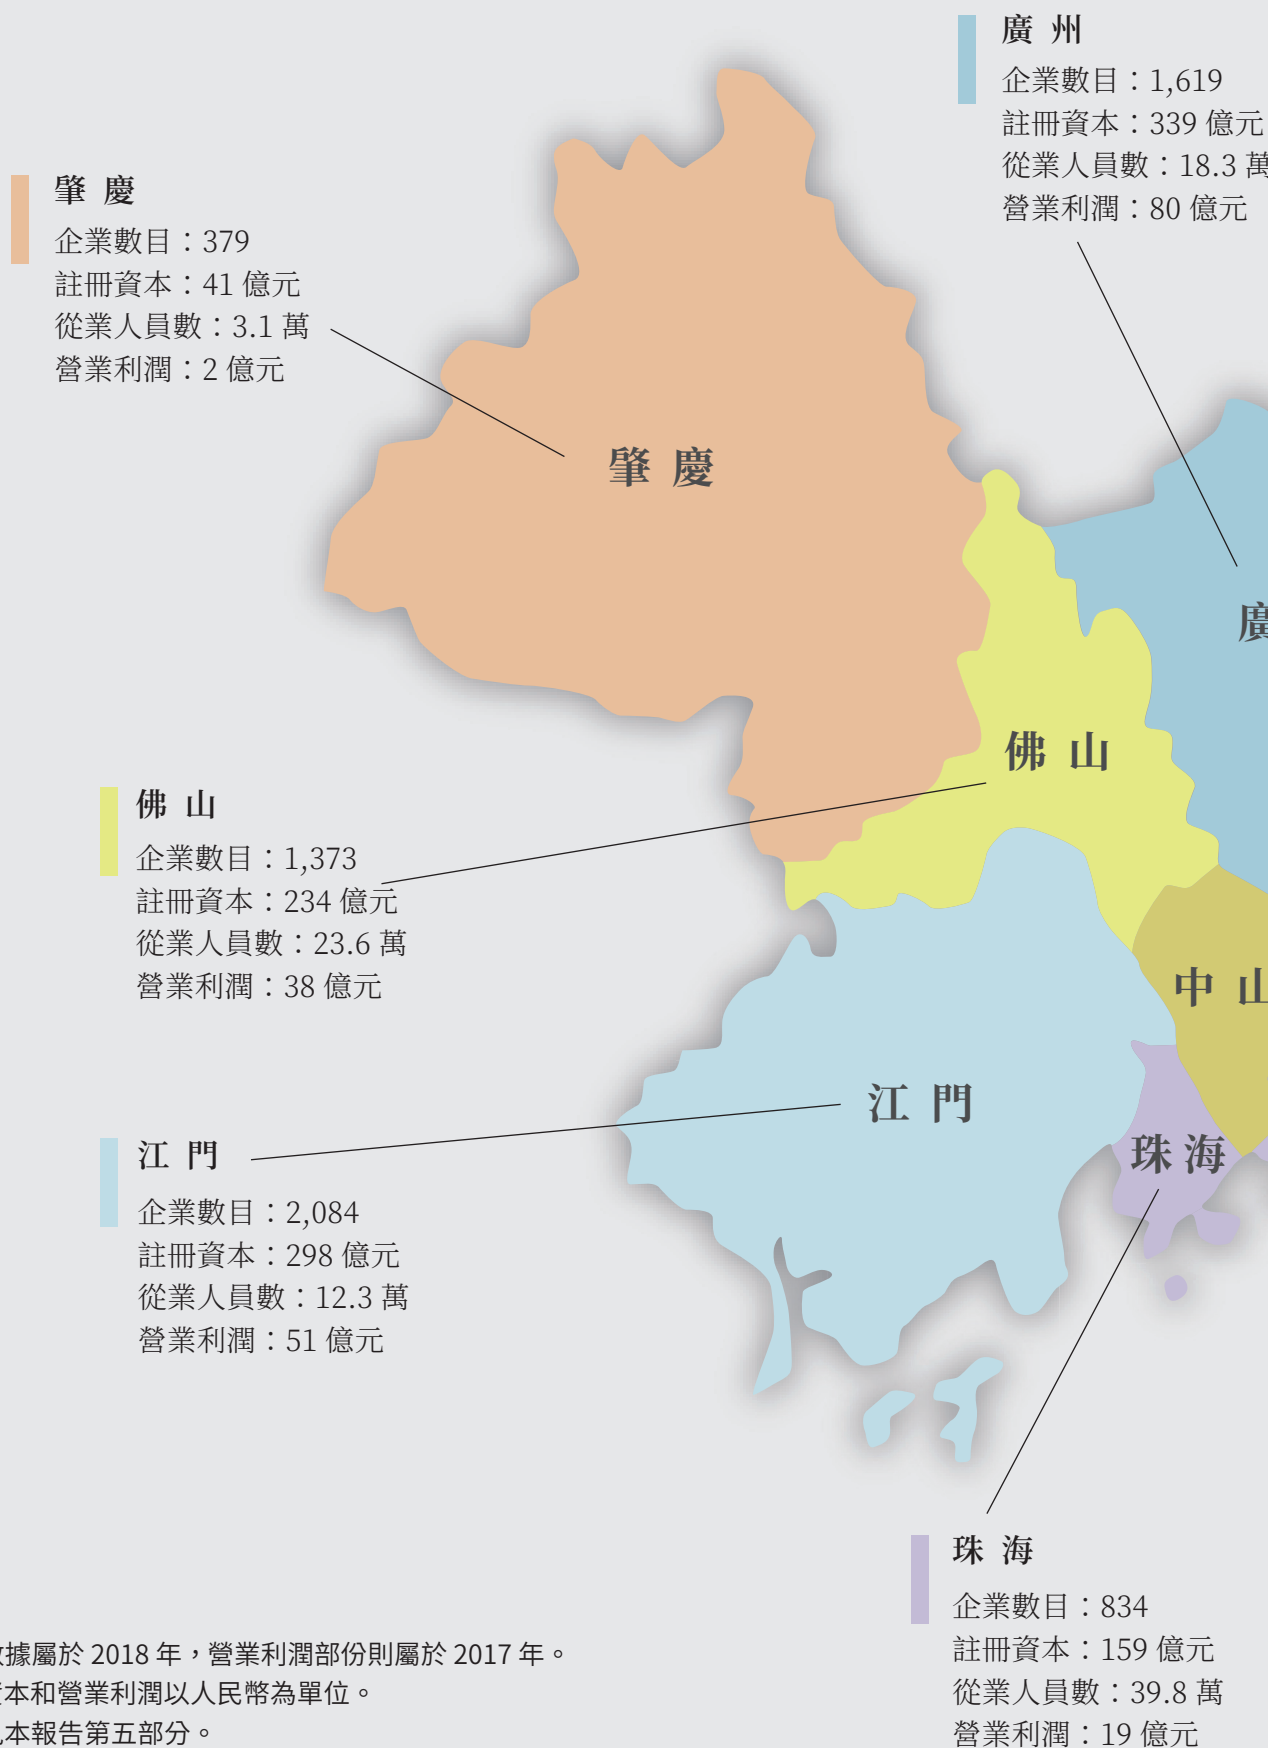 廣州
企業數目：1,619
註冊資本：339 億元
從業人員數：18.3 萬
營業利潤：80 億元
肇慶
企業數目：379
註冊資本：41 億元
從業人員數：3.1 萬
營業利潤：2 億元
肇慶
廣
佛山
佛山
企業數目：1,373
註冊資本：234 億元
從業人員數：23.6 萬
營業利潤：38 億元
中山
江門
珠海
江門
企業數目：2,084
註冊資本：298 億元
從業人員數：12.3 萬
營業利潤：51 億元
珠海
企業數目：834
註冊資本：159 億元
從業人員數：39.8 萬
營業利潤：19 億元
據屬於 2018 年，營業利潤部份則屬於 2017 年。
本和營業利潤以人民幣為單位。
本報告第五部分。